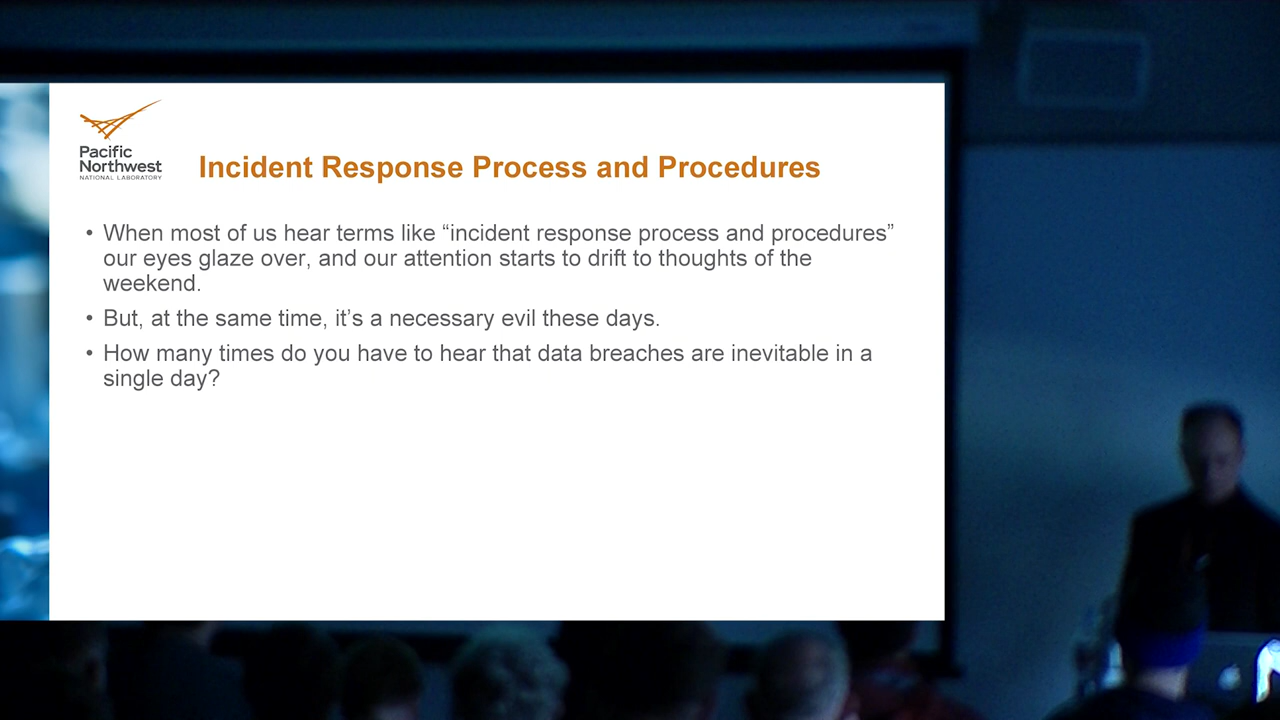 Pacific
Northwest
NATIONAL LABORATORY
Incident Response Process and Procedures
• When most of us hear terms like “incident response process and procedures”
our eyes glaze over, and our attention starts to drift to thoughts of the
weekend.
• But, at the same time, it’s a necessary evil these days.
• How many times do you have to hear that data breaches are inevitable in a
single day?